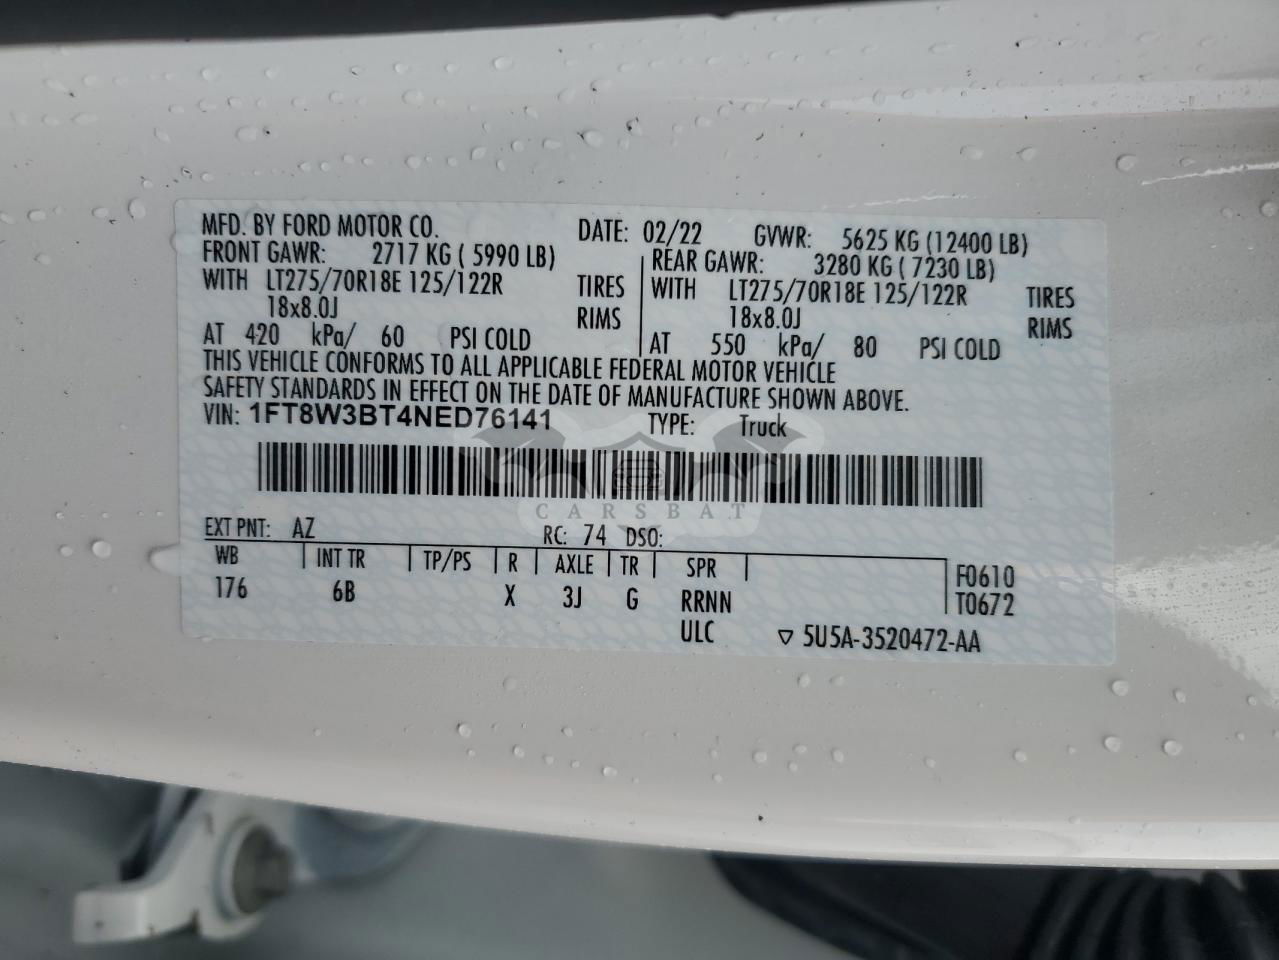 MFD. BY FORD MOTOR CO. DATE: 02/22 GVWR: 5625 KG (12400 LB)
FRONT GAWR: 2717 KG ( 5990 LB) REAR GAWR: 3280 KG ( 7230 LB)
WITH LT275/70R18E 125/122R TIRES WITH LT275/70R18E 125/122R TIRES
18x8.0J RIMS 18x8.0J RIMS
AT 420 kPa/ 60 PSI COLD AT 550 kPa/ 80 PSI COLD
THIS VEHICLE CONFORMS TO ALL APPLICABLE FEDERAL MOTOR VEHICLE
SAFETY STANDARDS IN EFFECT ON THE DATE OF MANUFACTURE SHOWN ABOVE.
VIN: 1FT8W3BT4NED76141 TYPE: Truck
CARSBAT
EXT PNT: AZ RC: 74 DSO:
WB INT TR TP/PS R AXLE TR SPR F0610
176 6B X 3J G RRNN T0672
ULC ▽ 5U5A-3520472-AA